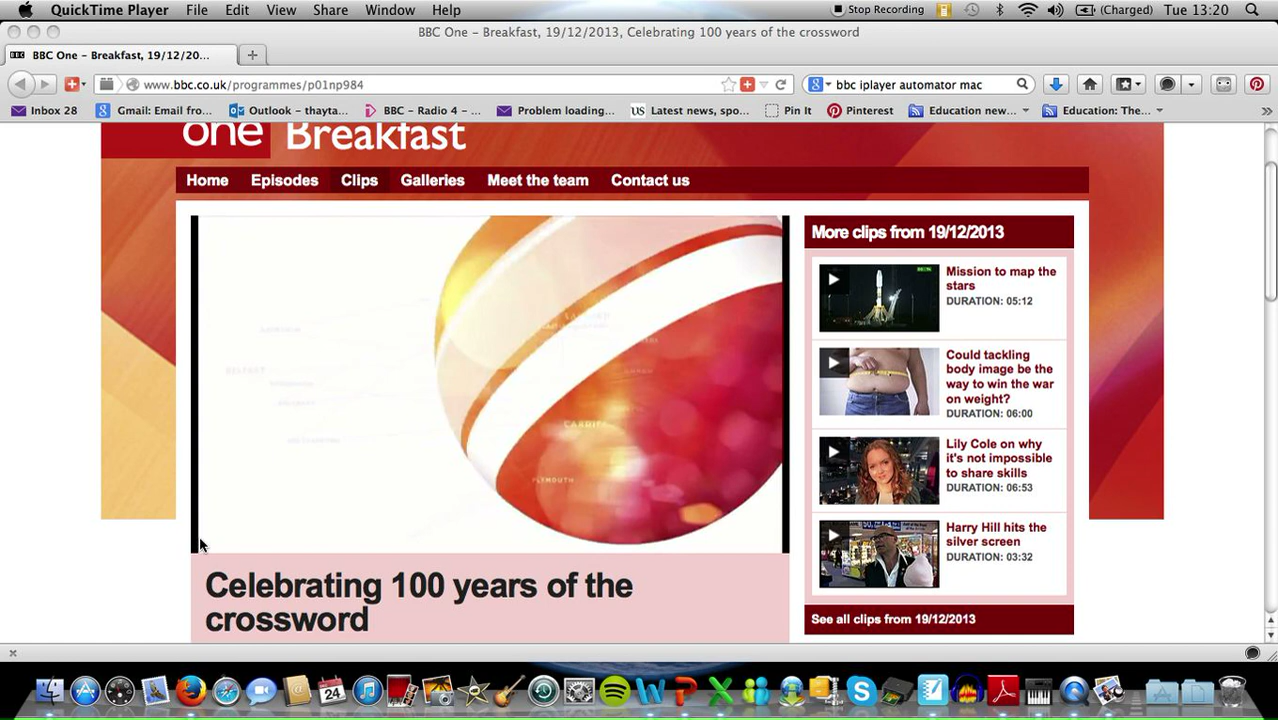 QuickTime Player File Edit View Share Window Help Stop Recording (Charged) Tue 13:20
BBC One – Breakfast, 19/12/2013, Celebrating 100 years of the crossword
BBC One – Breakfast, 19/12/20...
www.bbc.co.uk/programmes/p01np984
bbc iplayer automator mac
Inbox 28 Gmail: Email fro... Outlook – thayta... BBC – Radio 4 – ... Problem loading... Latest news, spo... Pin It Pinterest Education new... Education: The...
one Breakfast
Home Episodes Clips Galleries Meet the team Contact us
CARDIFF
PLYMOUTH
Celebrating 100 years of the
crossword
More clips from 19/12/2013
Mission to map the
stars
DURATION: 05:12
Could tackling
body image be the
way to win the war
on weight?
DURATION: 06:00
Lily Cole on why
it's not impossible
to share skills
DURATION: 06:53
Harry Hill hits the
silver screen
DURATION: 03:32
See all clips from 19/12/2013